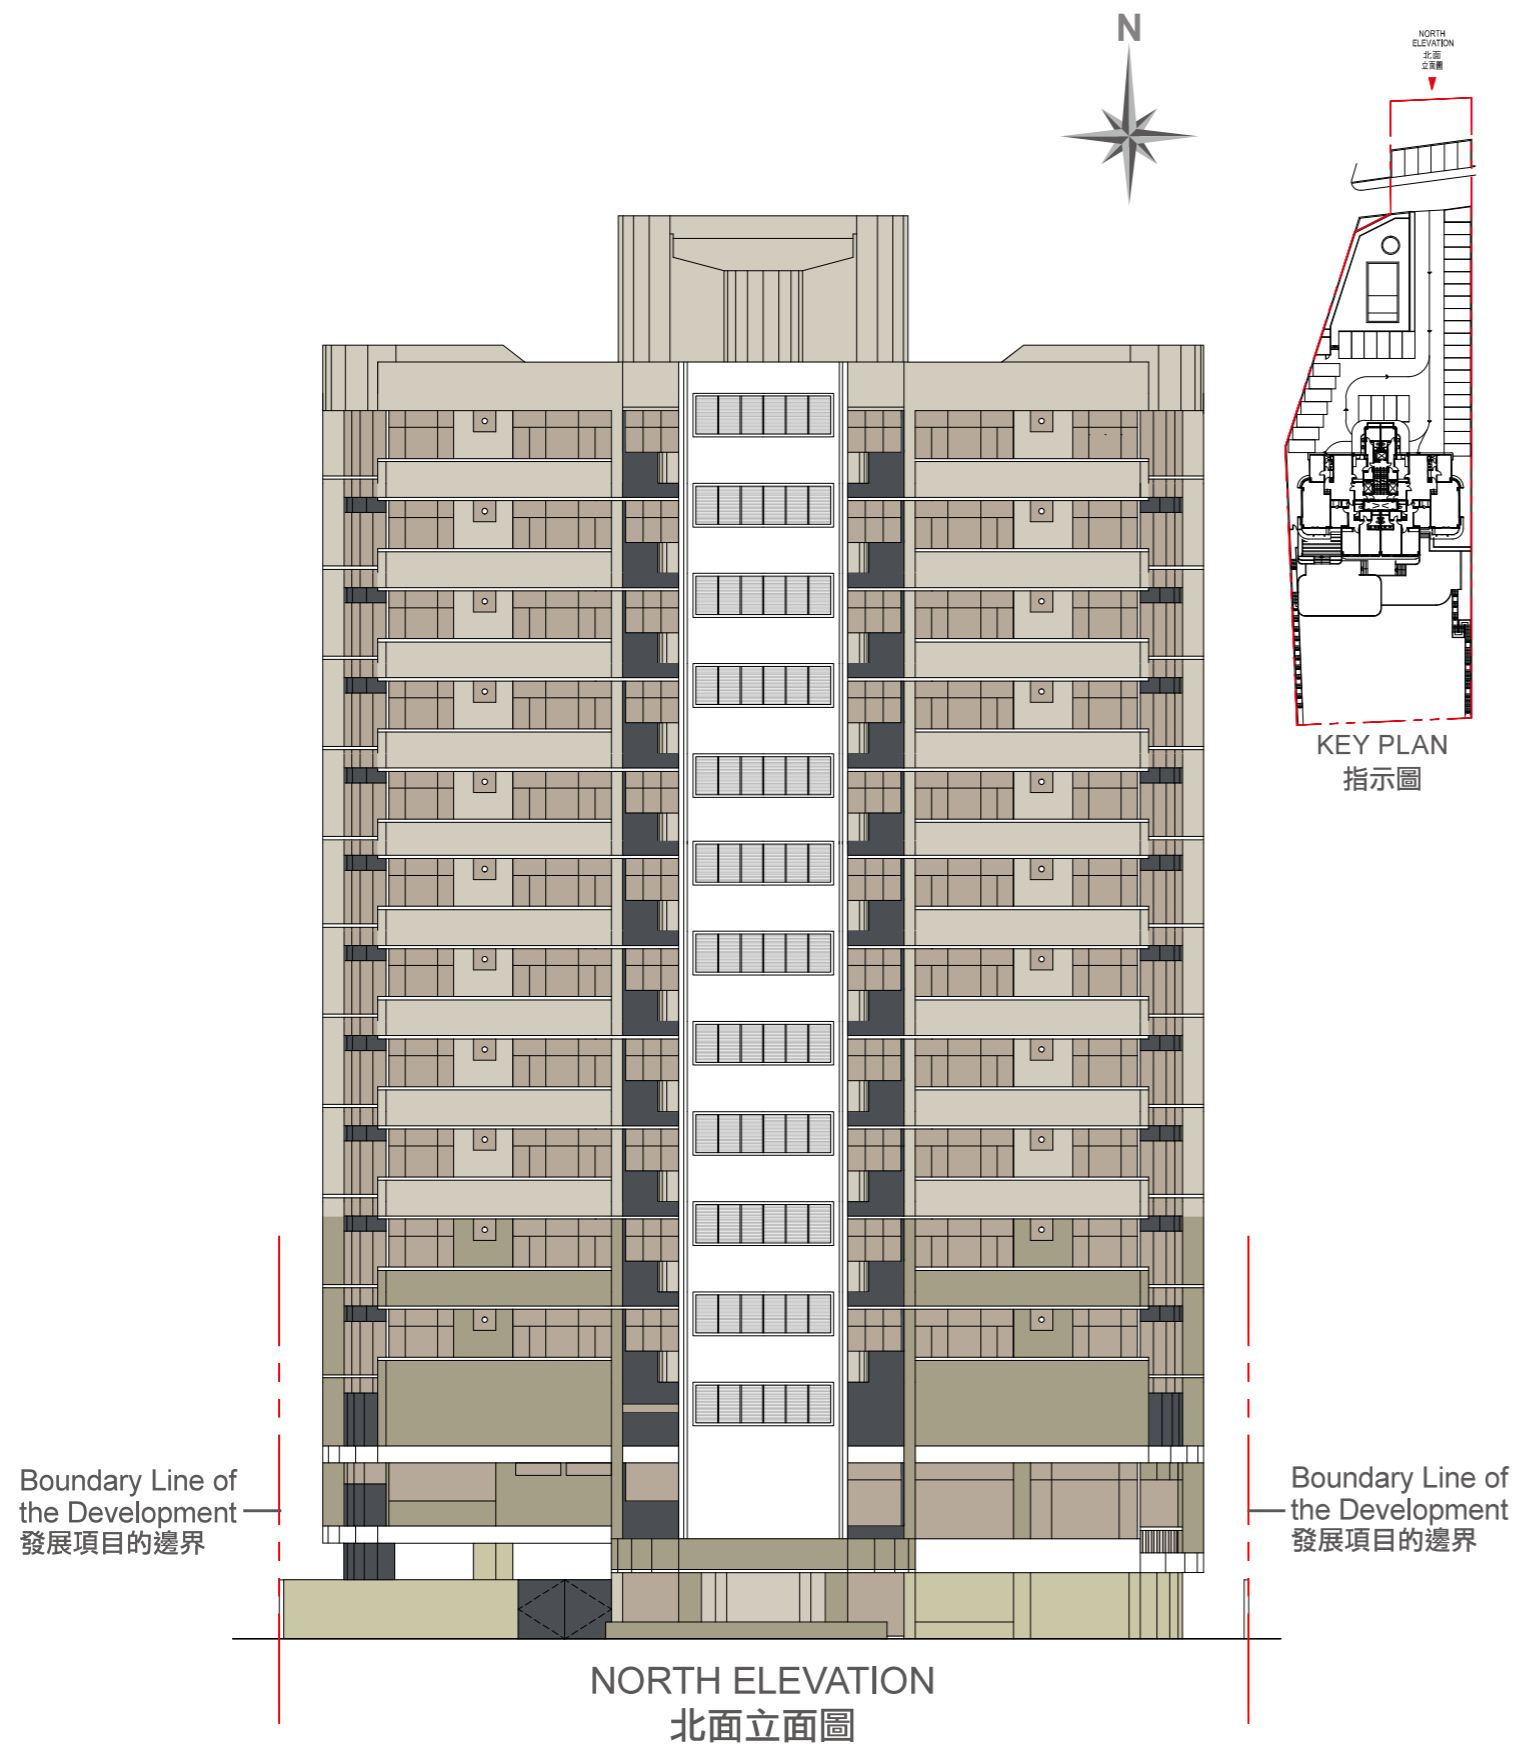 N
NORTH
ELEVATION
北面
立面圖
KEY PLAN
指示圖
Boundary Line of
the Development
發展項目的邊界
Boundary Line of
the Development
發展項目的邊界
NORTH ELEVATION
北面立面圖